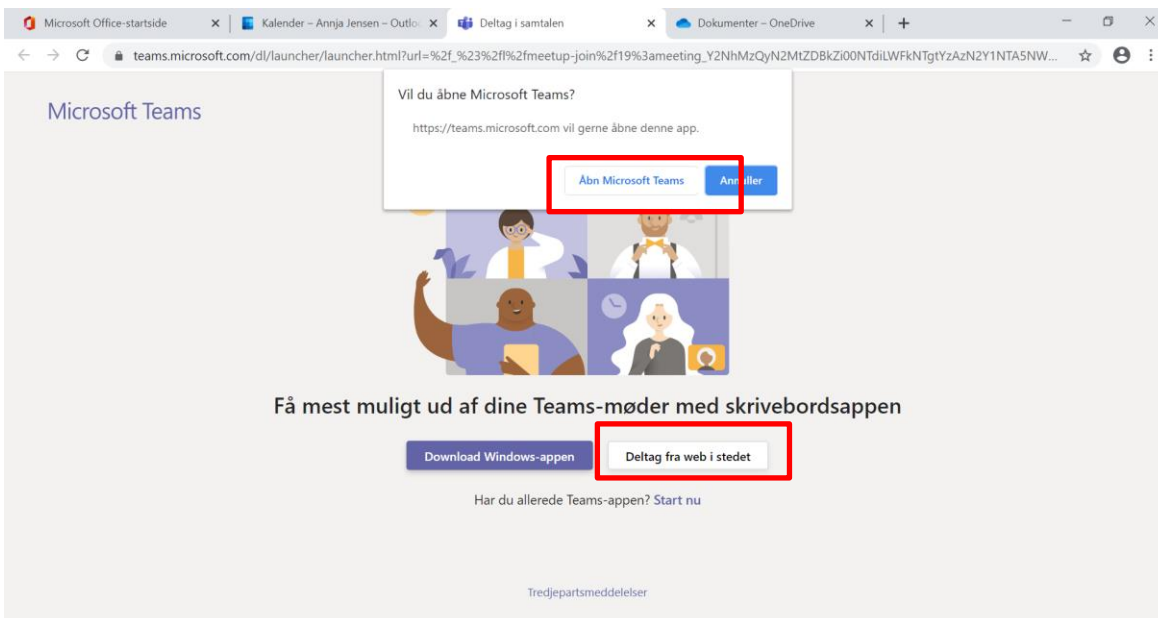 Microsoft Office-startside
Kalender – Annja Jensen – Outlo
Deltag i samtalen
Dokumenter – OneDrive
teams.microsoft.com/dl/launcher/launcher.html?url=%2f_%23%2fl%2fmeetup-join%2f19%3ameeting_Y2NhMzQyN2MtZDBkZi00NTdiLWFkNTgtYzAzN2Y1NTA5NW...
Microsoft Teams
Vil du åbne Microsoft Teams?
https://teams.microsoft.com vil gerne åbne denne app.
Åbn Microsoft Teams Annuller
Få mest muligt ud af dine Teams-møder med skrivebordsappen
Download Windows-appen Deltag fra web i stedet
Har du allerede Teams-appen? Start nu
Tredjepartsmeddelelser